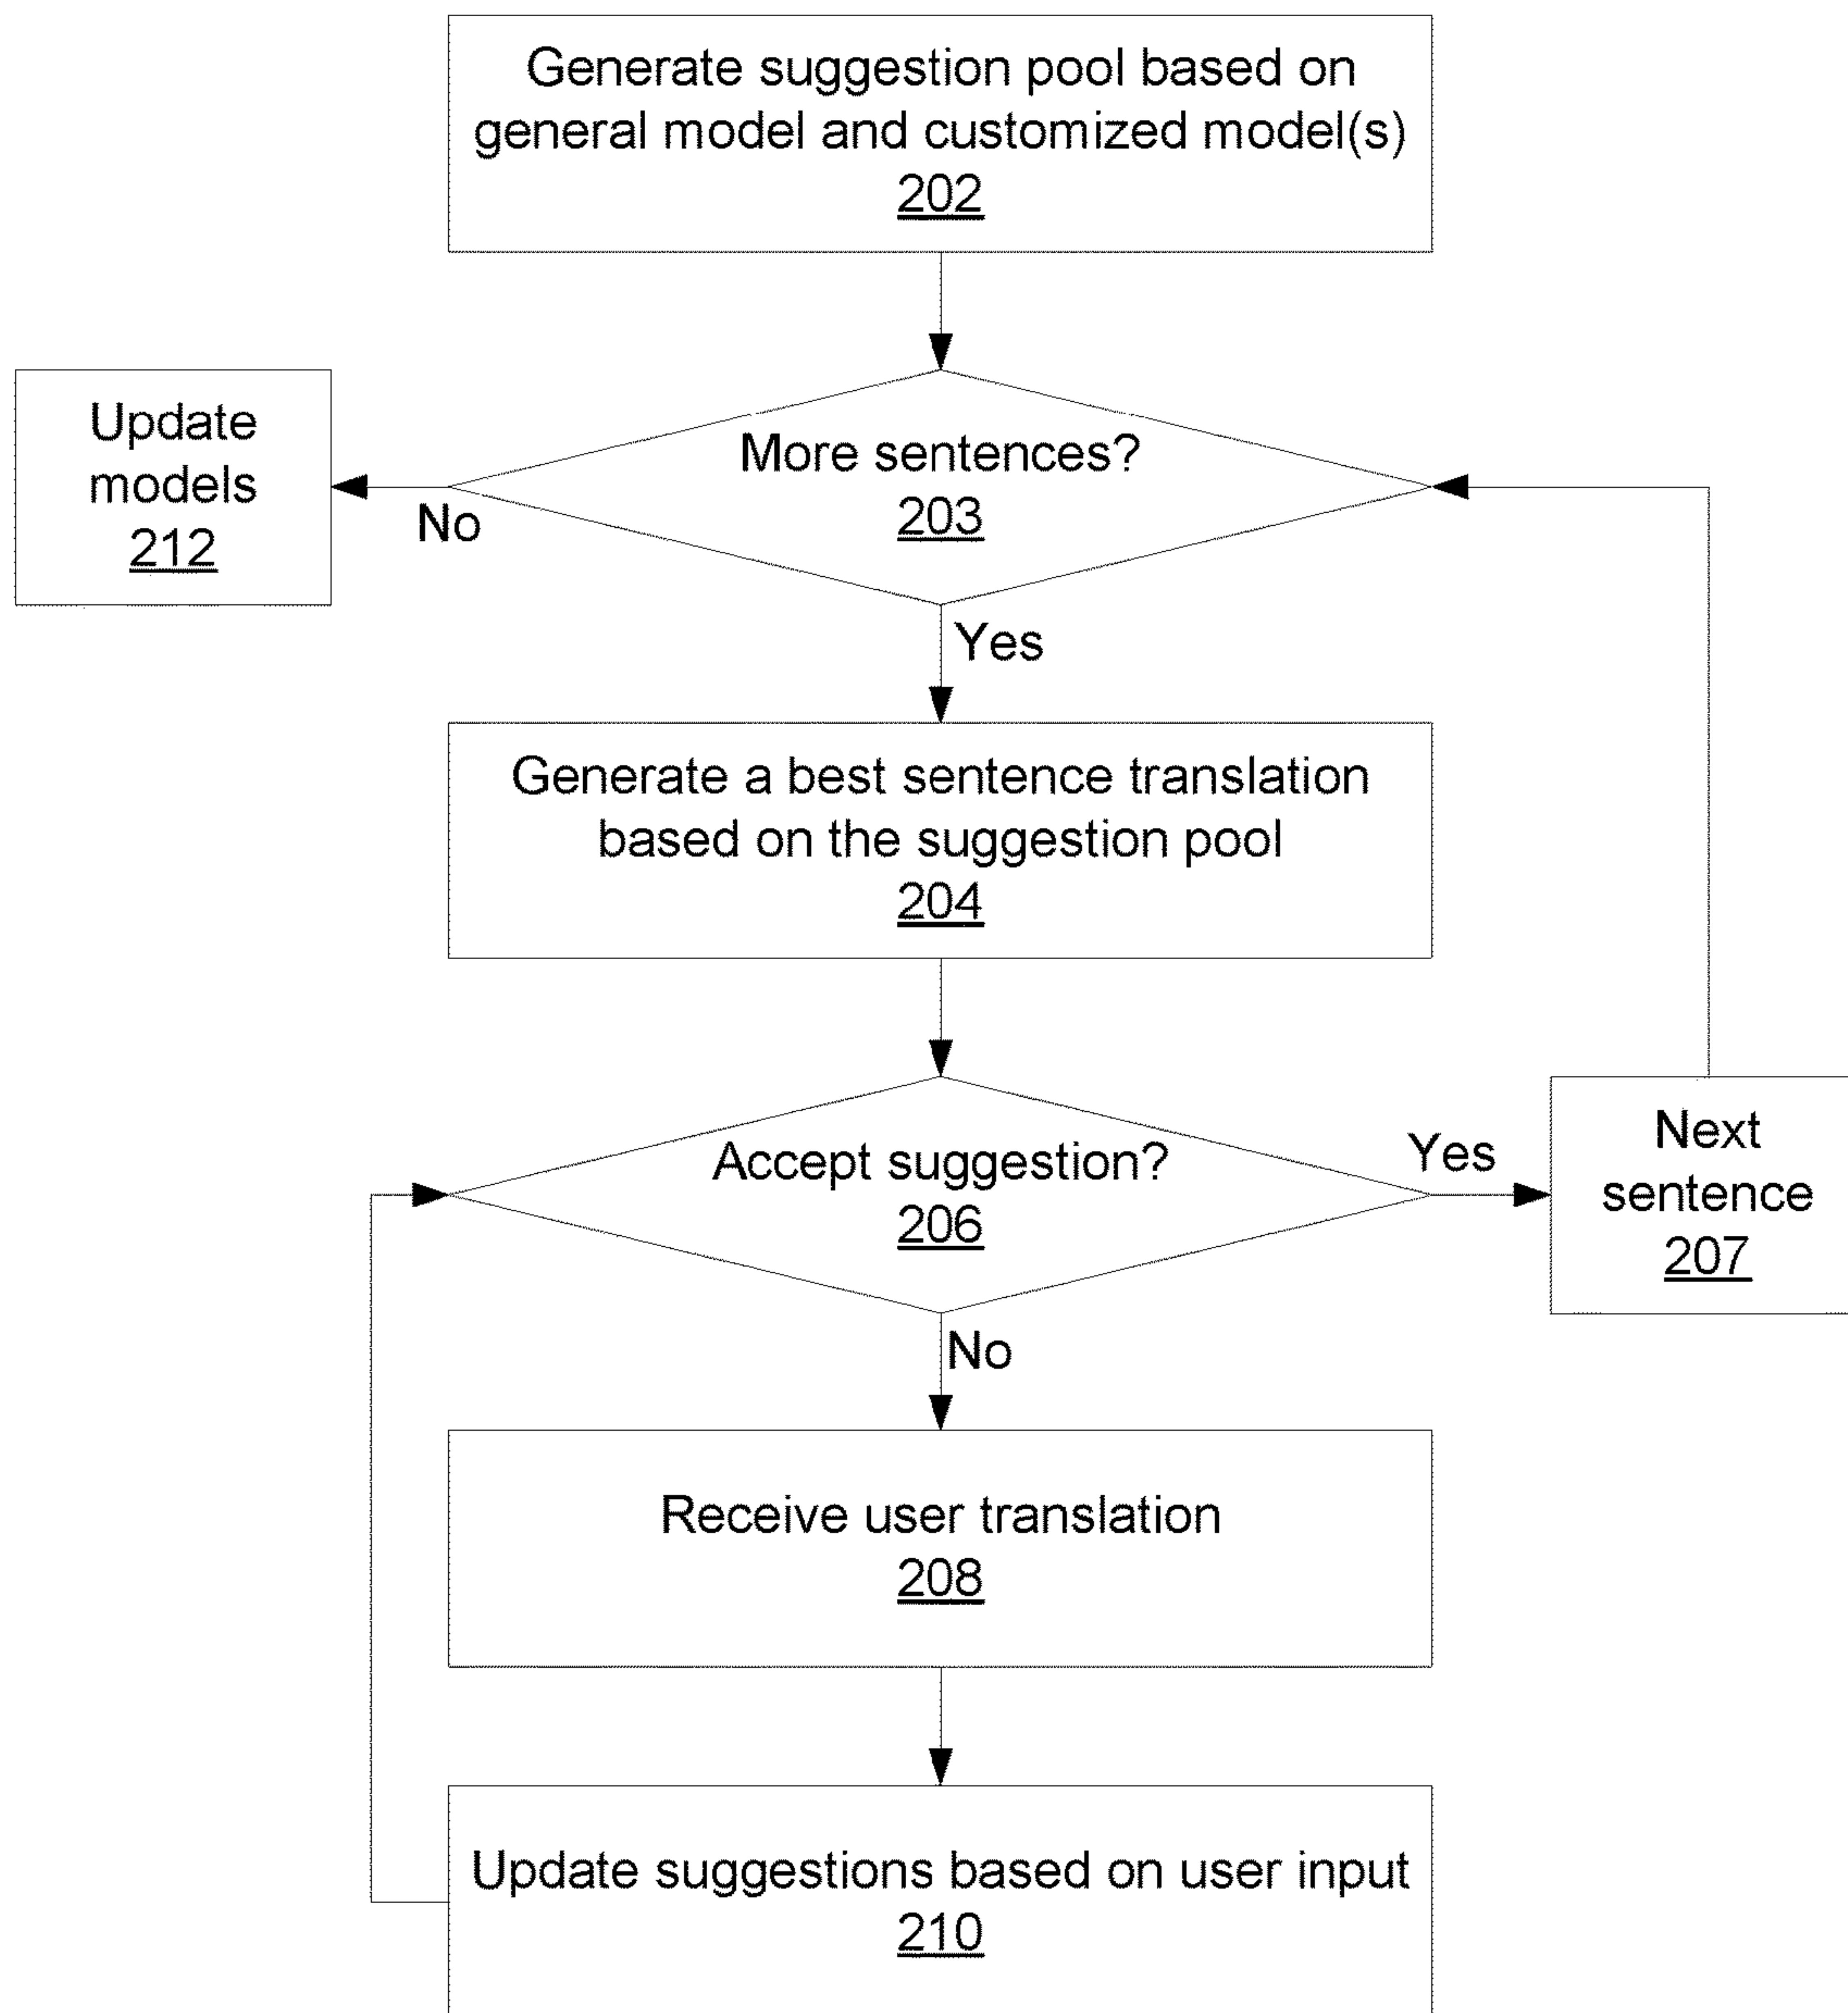 Generate suggestion pool based on
general model and customized model(s)
202
Update
models
212
More sentences?
203
No
Yes
Generate a best sentence translation
based on the suggestion pool
204
Accept suggestion?
206
Yes
Next
sentence
207
No
Receive user translation
208
Update suggestions based on user input
210